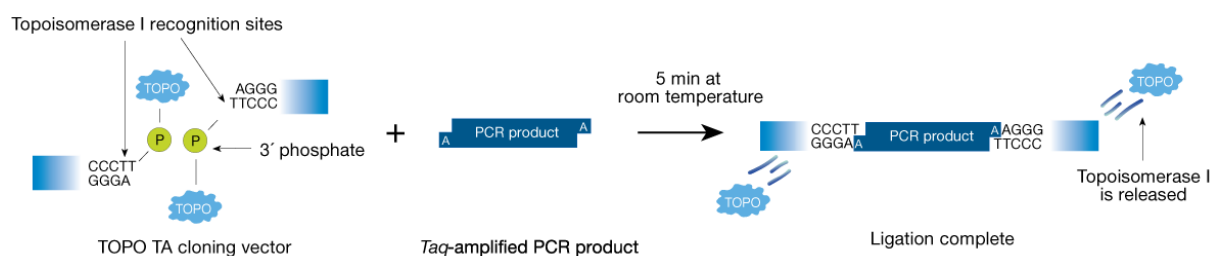 Topoisomerase I recognition sites
TOPO
AGGG
TTCCC
P
P
3´ phosphate
CCCTT
GGGA
TOPO
TOPO TA cloning vector
+
A
PCR product
A
Taq-amplified PCR product
5 min at
room temperature
CCCTT
GGGA
A
PCR product
A
AGGG
TTCCC
TOPO
TOPO
Topoisomerase I
is released
Ligation complete